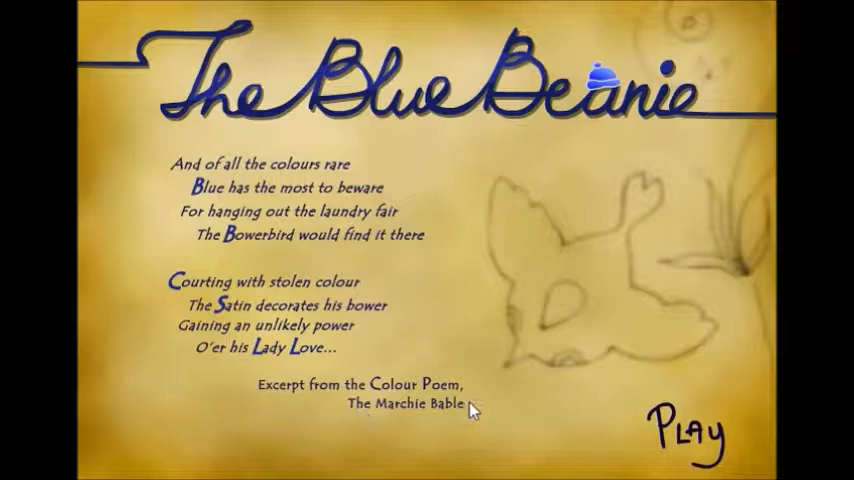 The Blue Beanie
And of all the colours rare
Blue has the most to beware
For hanging out the laundry fair
The Bowerbird would find it there
Courting with stolen colour
The Satin decorates his bower
Gaining an unlikely power
O'er his Lady Love...
Excerpt from the Colour Poem,
The Marchie Bable
PLAY